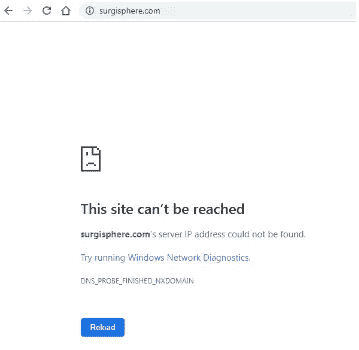 surgisphere.com
This site can't be reached
surgisphere.com's server IP address could not be found.
Try running Windows Network Diagnostics.
DNS_PROBE_FINISHED_NXDOMAIN
Reload